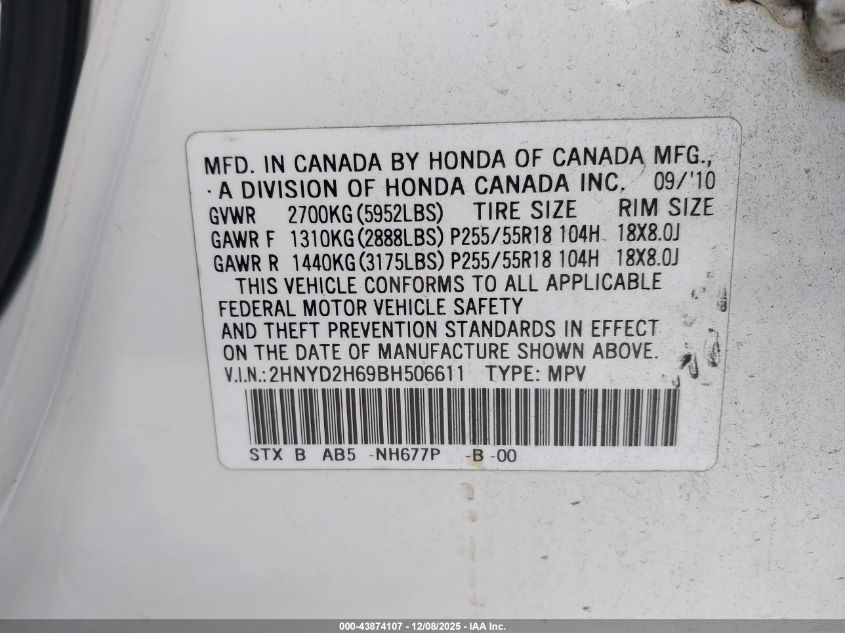 MFD. IN CANADA BY HONDA OF CANADA MFG.,
A DIVISION OF HONDA CANADA INC. 09/'10
GVWR 2700KG(5952LBS) TIRE SIZE RIM SIZE
GAWR F 1310KG(2888LBS) P255/55R18 104H 18X8.0J
GAWR R 1440KG(3175LBS) P255/55R18 104H 18X8.0J
THIS VEHICLE CONFORMS TO ALL APPLICABLE
FEDERAL MOTOR VEHICLE SAFETY
AND THEFT PREVENTION STANDARDS IN EFFECT
ON THE DATE OF MANUFACTURE SHOWN ABOVE.
V.I.N.:2HNYD2H69BH506611 TYPE: MPV
STX B AB5 -NH677P -B -00
000-43874107 - 12/08/2025 - IAA Inc.